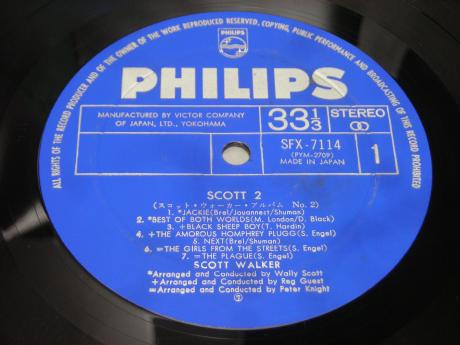 ALL RIGHTS OF THE RECORD PRODUCER AND OF THE OWNER OF THE WORK REPRODUCED RESERVED, COPYING, PUBLIC PERFORMANCE AND BROADCASTING OF THIS RECORD PROHIBITED
PHILIPS
PHILIPS
MANUFACTURED BY VICTOR COMPANY
OF JAPAN, LTD., YOKOHAMA
33 1/3
STEREO
SFX-7114
(PYM-2709)
MADE IN JAPAN
1
SCOTT 2
(スコット・ウォーカー・アルバム No.2)
1. *JACKIE(Brel/Jouannest/Shuman)
2. *BEST OF BOTH WORLDS(M. London/D. Black)
3. +BLACK SHEEP BOY(T. Hardin)
4. +THE AMOROUS HOMPHREY PLUGG(S. Engel)
5. NEXT(Brel/Shuman)
6. =THE GIRLS FROM THE STREETS(S. Engel)
7. =THE PLAGUE(S. Engel)
SCOTT WALKER
*Arranged and Conducted by Wally Scott
+Arranged and Conducted by Reg Guest
=Arranged and Conducted by Peter Knight